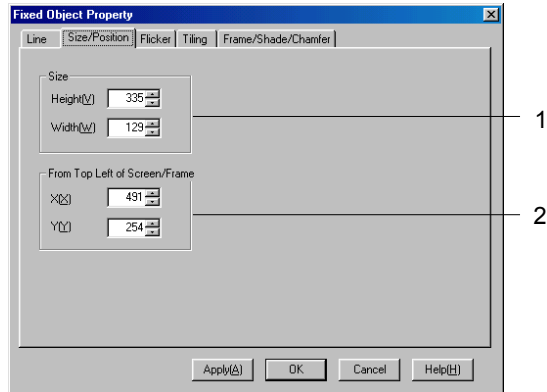 Fixed Object Property
Line Size/Position Flicker Tiling Frame/Shade/Chamfer
Size
Height(V) 335
Width(W) 129
1
From Top Left of Screen/Frame
X(X) 491
Y(Y) 254
2
Apply(A) OK Cancel Help(H)